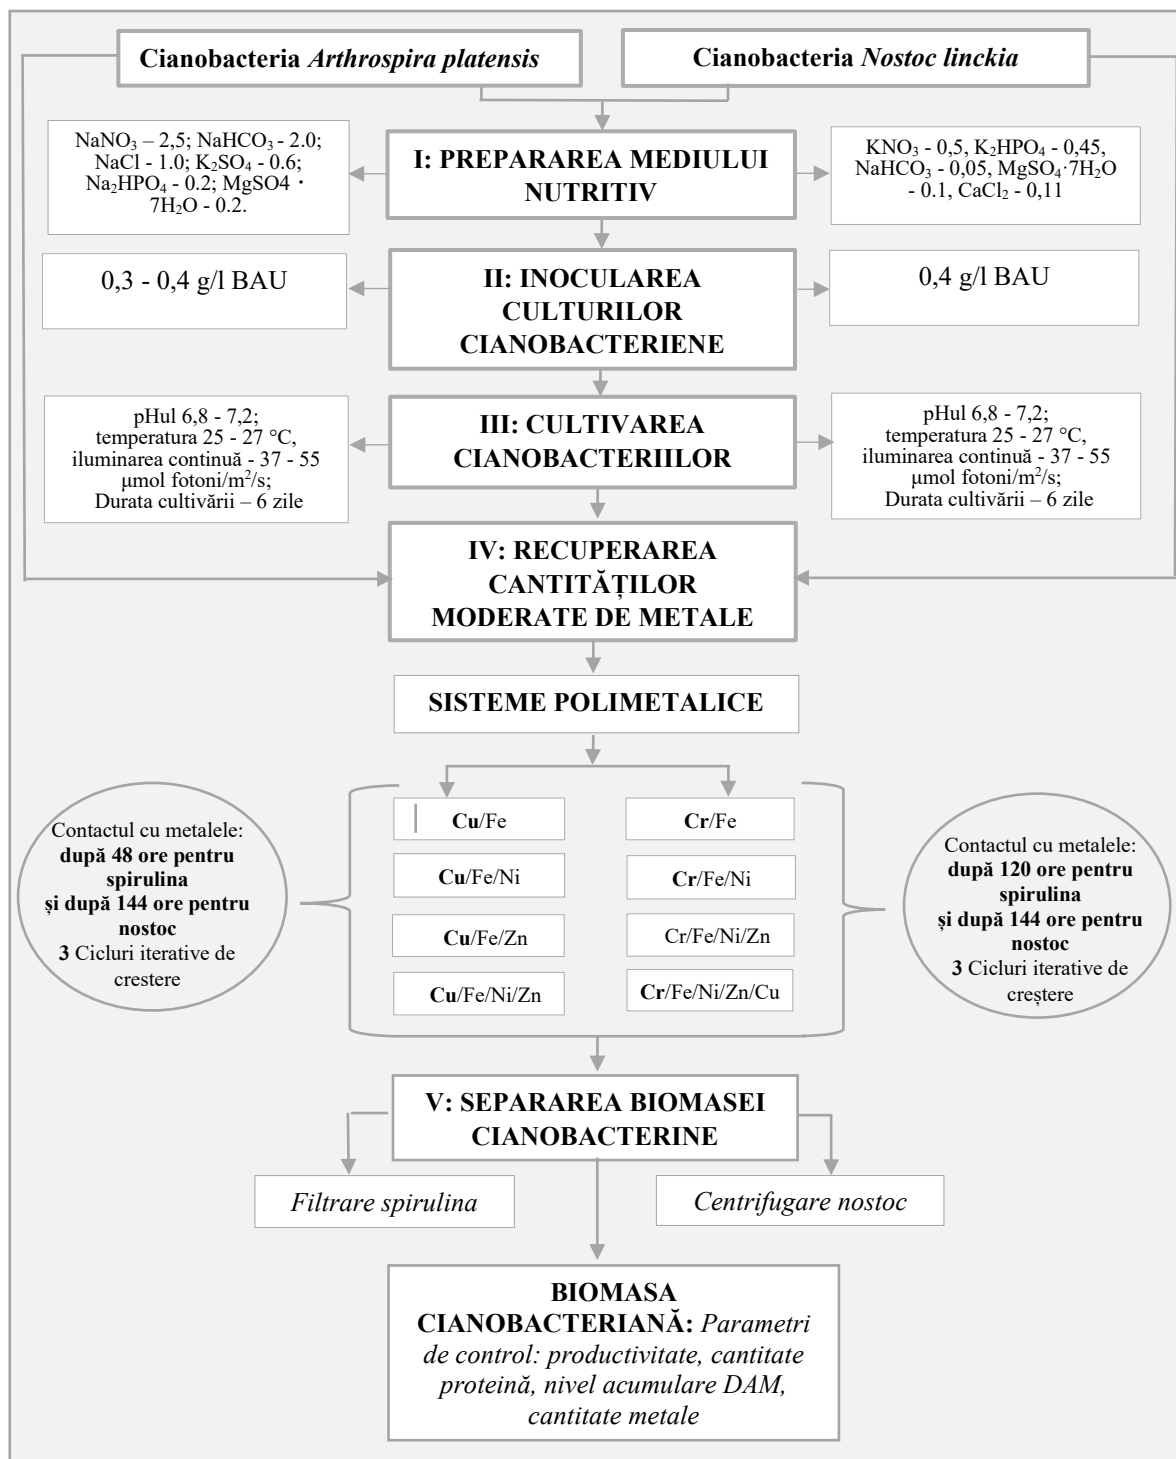 Cianobacteria Arthrospira platensis
Cianobacteria Nostoc linckia
NaNO₃ – 2,5; NaHCO₃ - 2.0;
NaCl - 1.0; K₂SO₄ - 0.6;
Na₂HPO₄ - 0.2; MgSO4 ·
7H₂O - 0.2.
I: PREPARAREA MEDIULUI
NUTRITIV
KNO₃ - 0,5, K₂HPO₄ - 0,45,
NaHCO₃ - 0,05, MgSO₄·7H₂O
- 0.1, CaCl₂ - 0,11
0,3 - 0,4 g/l BAU
II: INOCULAREA
CULTURILOR
CIANOBACTERIENE
0,4 g/l BAU
pHul 6,8 - 7,2;
temperatura 25 - 27 °C,
iluminarea continuă - 37 - 55
μmol fotoni/m²/s;
Durata cultivării – 6 zile
III: CULTIVAREA
CIANOBACTERIILOR
pHul 6,8 - 7,2;
temperatura 25 - 27 °C,
iluminarea continuă - 37 - 55
μmol fotoni/m²/s;
Durata cultivării – 6 zile
IV: RECUPERAREA
CANTITĂȚILOR
MODERATE DE METALE
SISTEME POLIMETALICE
Contactul cu metalele:
după 48 ore pentru
spirulina
și după 144 ore pentru
nostoc
3 Cicluri iterative de
crestere
Cu/Fe
Cu/Fe/Ni
Cu/Fe/Zn
Cu/Fe/Ni/Zn
Cr/Fe
Cr/Fe/Ni
Cr/Fe/Ni/Zn
Cr/Fe/Ni/Zn/Cu
Contactul cu metalele:
după 120 ore pentru
spirulina
și după 144 ore pentru
nostoc
3 Cicluri iterative de
creștere
V: SEPARAREA BIOMASEI
CIANOBACTERINE
Filtrare spirulina
Centrifugare nostoc
BIOMASA
CIANOBACTERIANĂ: Parametri
de control: productivitate, cantitate
proteină, nivel acumulare DAM,
cantitate metale